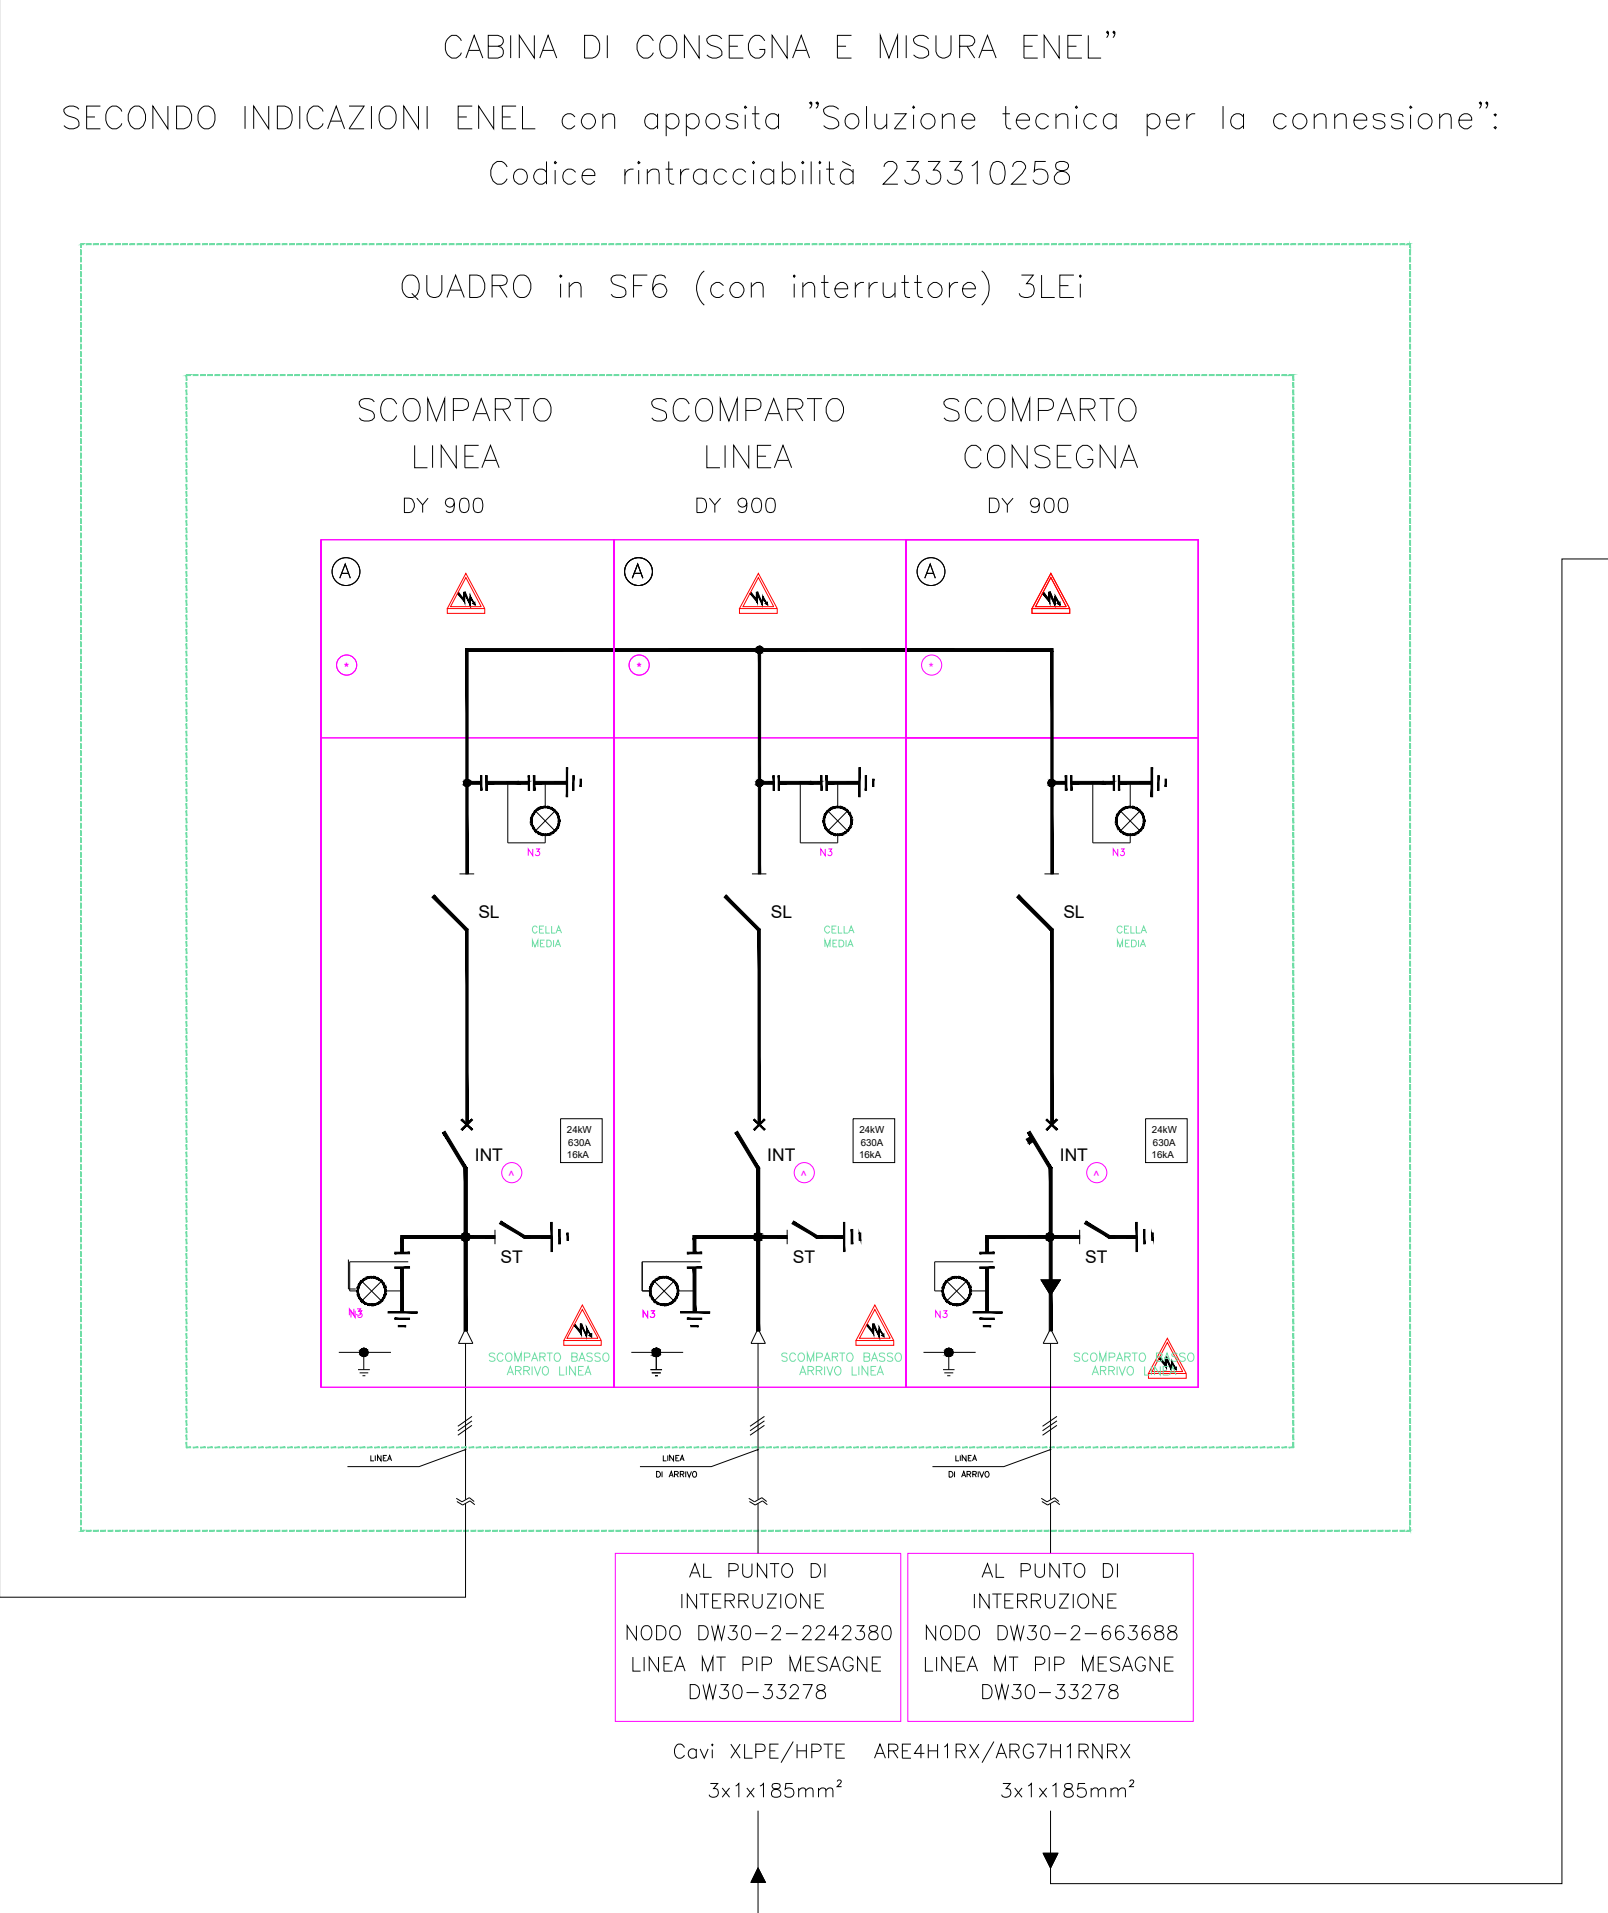 CABINA DI CONSEGNA E MISURA ENEL”
SECONDO INDICAZIONI ENEL con apposita ”Soluzione tecnica per la connessione”:
Codice rintracciabilità 233310258
QUADRO in SF6 (con interruttore) 3LEi
SCOMPARTO
LINEA
DY 900
SCOMPARTO
LINEA
DY 900
SCOMPARTO
CONSEGNA
DY 900
A
A
A
*
*
*
N3
N3
N3
SL
SL
SL
CELLA
MEDIA
CELLA
MEDIA
CELLA
MEDIA
INT
24kW
630A
16kA
INT
24kW
630A
16kA
INT
24kW
630A
16kA
^
^
^
ST
ST
ST
N3
N3
N3
SCOMPARTO BASSO
ARRIVO LINEA
SCOMPARTO BASSO
ARRIVO LINEA
SCOMPARTO BASSO
ARRIVO LINEA
LINEA
LINEA
DI ARRIVO
LINEA
DI ARRIVO
AL PUNTO DI
INTERRUZIONE
NODO DW30-2-2242380
LINEA MT PIP MESAGNE
DW30-33278
AL PUNTO DI
INTERRUZIONE
NODO DW30-2-663688
LINEA MT PIP MESAGNE
DW30-33278
Cavi XLPE/HPTE ARE4H1RX/ARG7H1RNRX
3x1x185mm²
3x1x185mm²